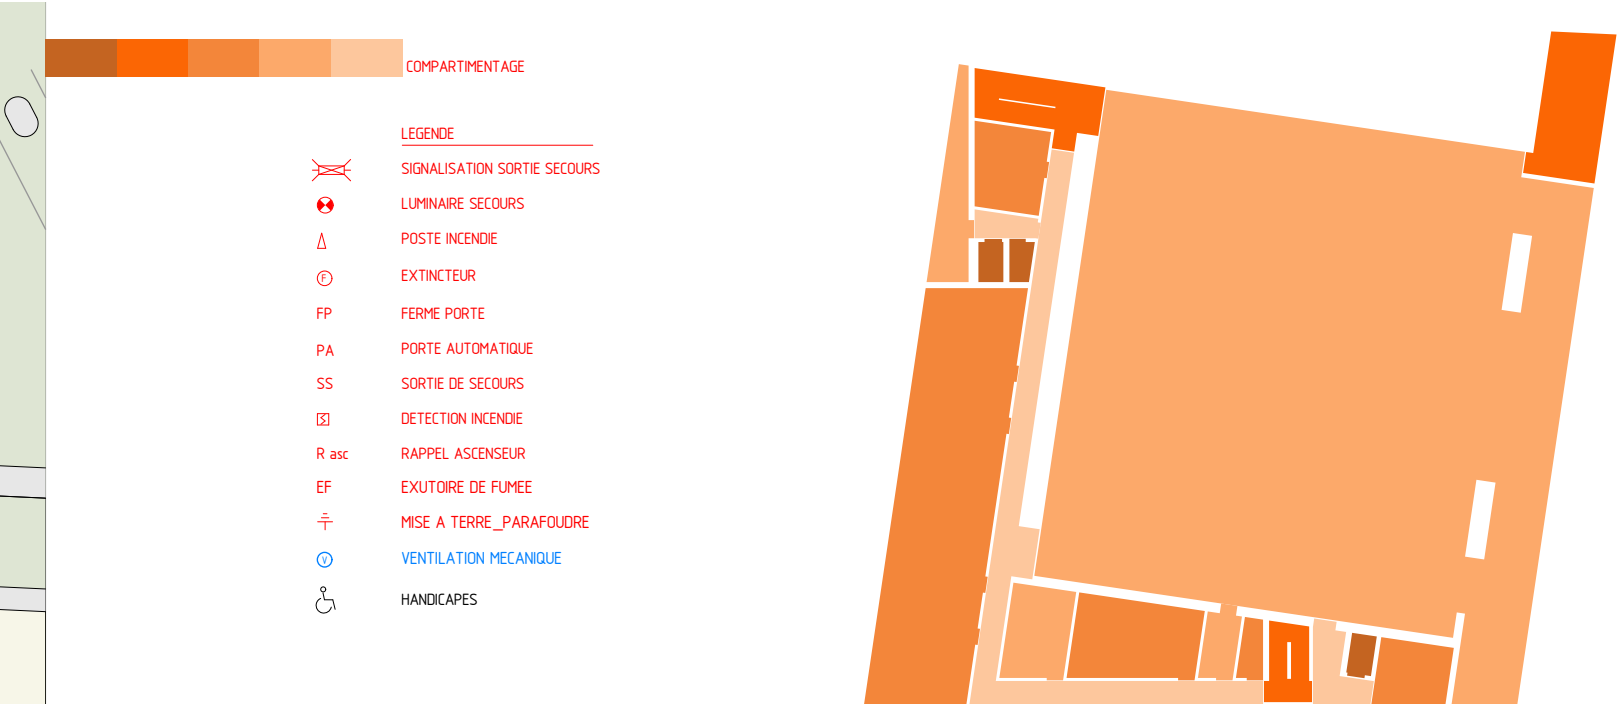 COMPARTIMENTAGE
LEGENDE
SIGNALISATION SORTIE SECOURS
LUMINAIRE SECOURS
POSTE INCENDIE
F EXTINCTEUR
FP FERME PORTE
PA PORTE AUTOMATIQUE
SS SORTIE DE SECOURS
DETECTION INCENDIE
R asc RAPPEL ASCENSEUR
EF EXUTOIRE DE FUMEE
MISE A TERRE_PARAFOUDRE
V VENTILATION MECANIQUE
HANDICAPES